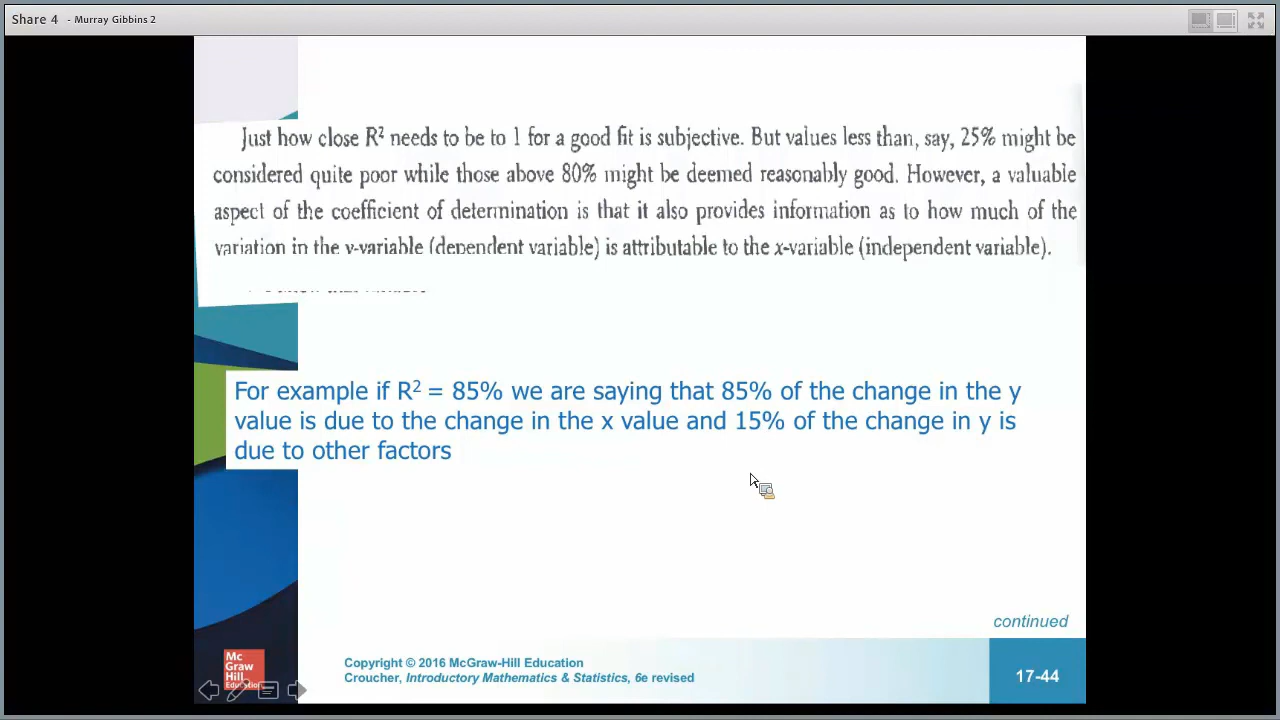 Share 4 - Murray Gibbins 2
Just how close R² needs to be to 1 for a good fit is subjective. But values less than, say, 25% might be
considered quite poor while those above 80% might be deemed reasonably good. However, a valuable
aspect of the coefficient of determination is that it also provides information as to how much of the
variation in the y-variable (dependent variable) is attributable to the x-variable (independent variable).
For example if R² = 85% we are saying that 85% of the change in the y
value is due to the change in the x value and 15% of the change in y is
due to other factors
continued
Mc
Graw
Hill
Education
Copyright © 2016 McGraw-Hill Education
Croucher, Introductory Mathematics & Statistics, 6e revised
17-44